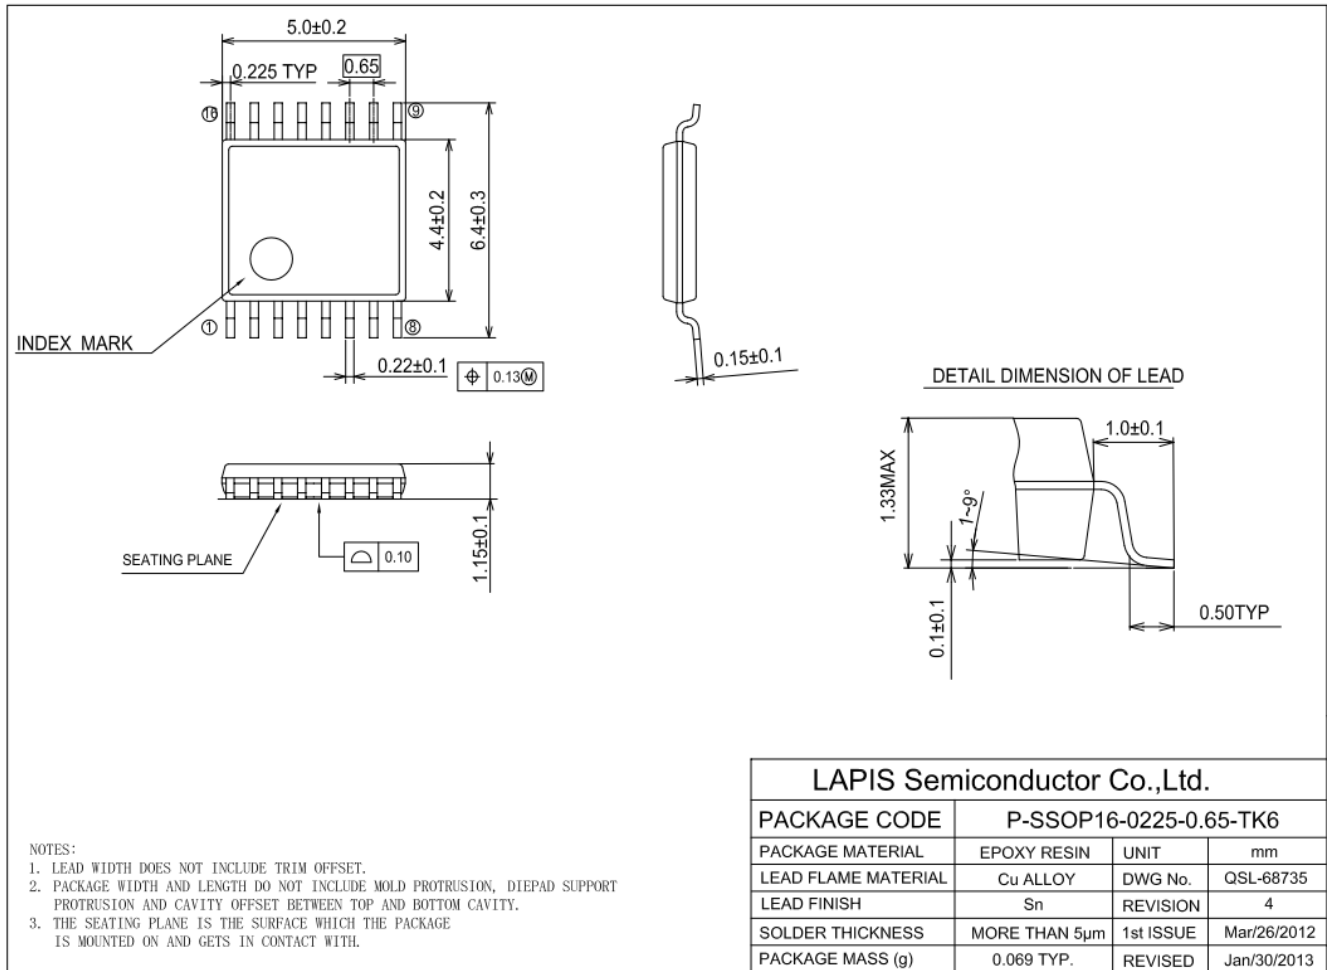 5.0±0.2
0.225 TYP
0.65
16
9
4.4±0.2
6.4±0.3
1
8
INDEX MARK
0.22±0.1
⌖ 0.13Ⓜ
0.15±0.1
DETAIL DIMENSION OF LEAD
1.0±0.1
1.33MAX
1~9°
0.1±0.1
0.50TYP
SEATING PLANE
⌓ 0.10
1.15±0.1
NOTES:
1. LEAD WIDTH DOES NOT INCLUDE TRIM OFFSET.
2. PACKAGE WIDTH AND LENGTH DO NOT INCLUDE MOLD PROTRUSION, DIEPAD SUPPORT
PROTRUSION AND CAVITY OFFSET BETWEEN TOP AND BOTTOM CAVITY.
3. THE SEATING PLANE IS THE SURFACE WHICH THE PACKAGE
IS MOUNTED ON AND GETS IN CONTACT WITH.
LAPIS Semiconductor Co.,Ltd.
PACKAGE CODE P-SSOP16-0225-0.65-TK6
PACKAGE MATERIAL EPOXY RESIN UNIT mm
LEAD FLAME MATERIAL Cu ALLOY DWG No. QSL-68735
LEAD FINISH Sn REVISION 4
SOLDER THICKNESS MORE THAN 5μm 1st ISSUE Mar/26/2012
PACKAGE MASS (g) 0.069 TYP. REVISED Jan/30/2013